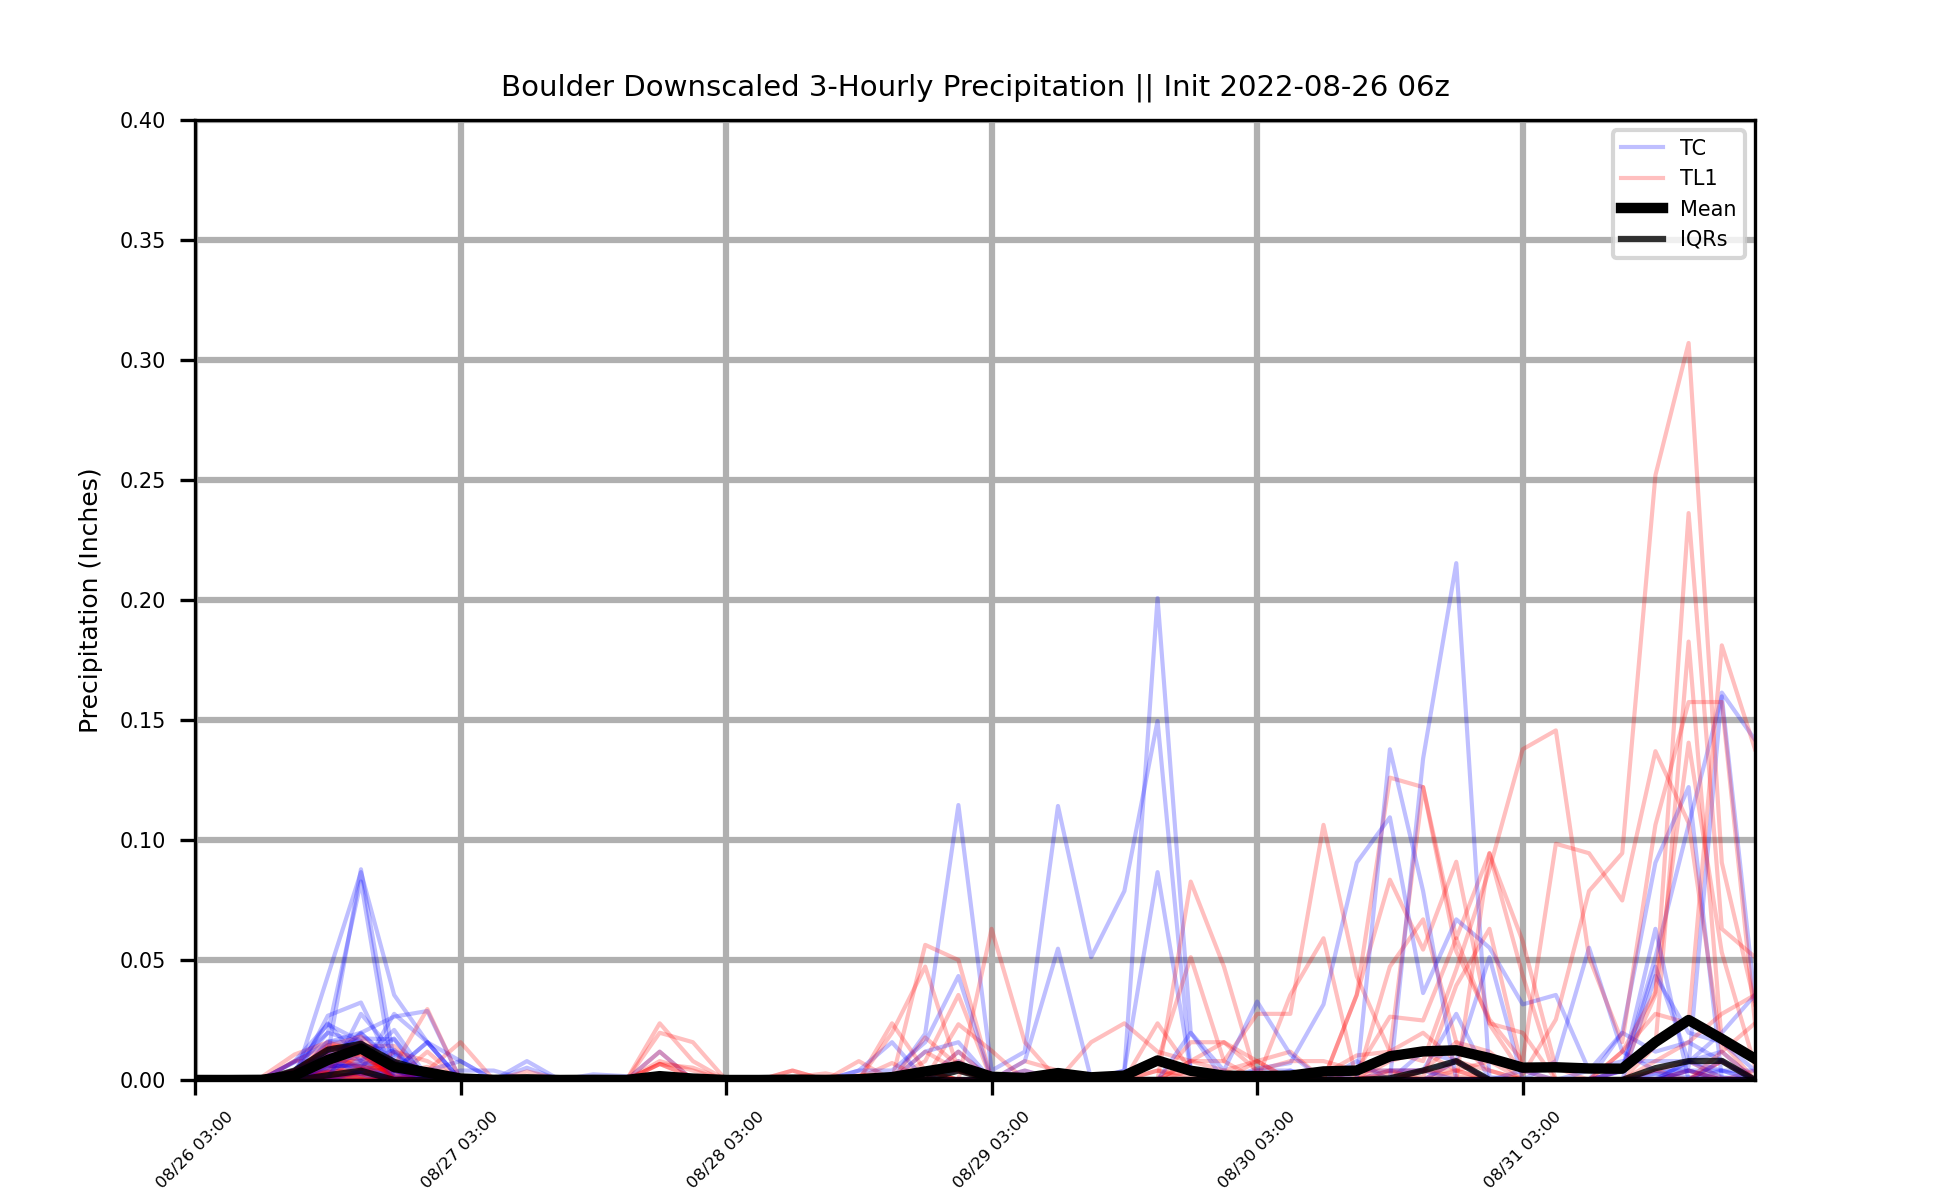 Boulder Downscaled 3-Hourly Precipitation || Init 2022-08-26 06z
Precipitation (Inches)
0.40
0.35
0.30
0.25
0.20
0.15
0.10
0.05
0.00
TC
TL1
Mean
IQRs
08/26 03:00
08/27 03:00
08/28 03:00
08/29 03:00
08/30 03:00
08/31 03:00